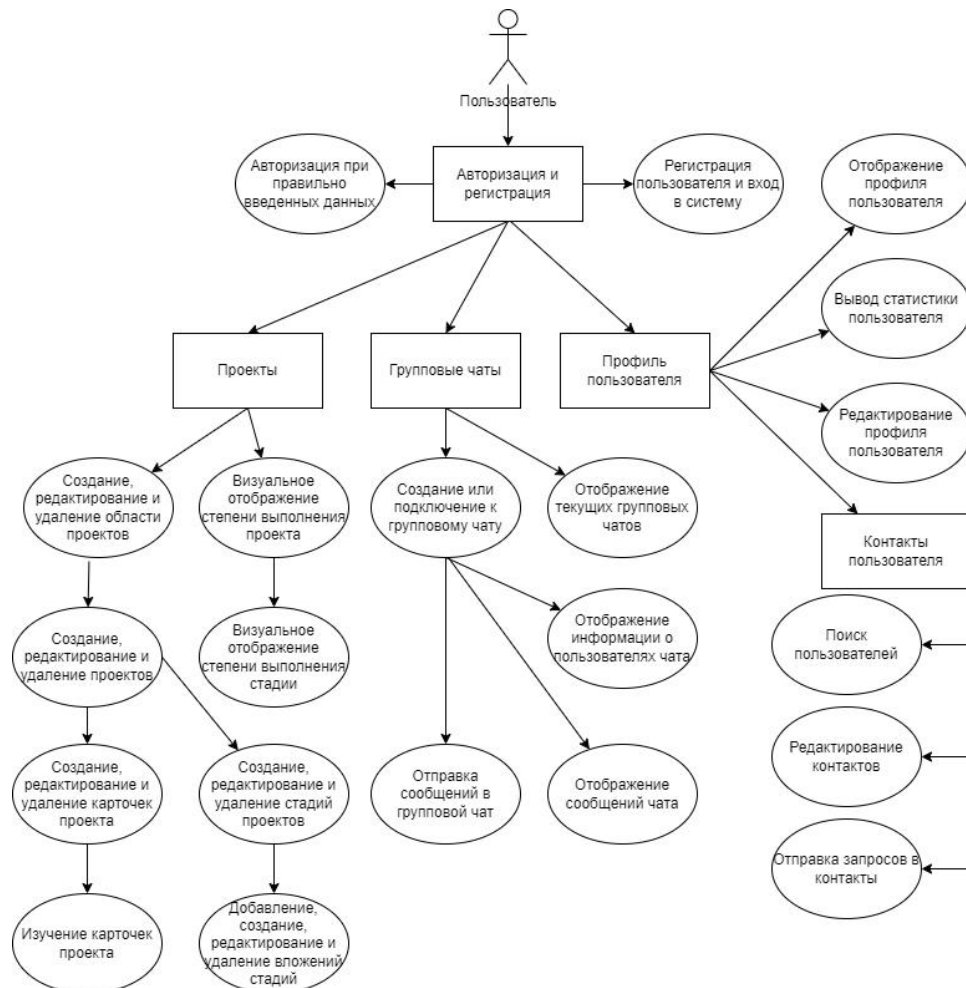 Пользователь
Авторизация при
правильно
введенных данных
Авторизация и
регистрация
Регистрация
пользователя и вход
в систему
Отображение
профиля
пользователя
Вывод статистики
пользователя
Проекты
Групповые чаты
Профиль
пользователя
Редактирование
профиля
пользователя
Создание,
редактирование и
удаление области
проектов
Визуальное
отображение
степени выполнения
проекта
Создание или
подключение к
групповому чату
Отображение
текущих групповых
чатов
Контакты
пользователя
Создание,
редактирование и
удаление проектов
Визуальное
отображение
степени выполнения
стадии
Отображение
информации о
пользователях чата
Поиск
пользователей
Создание,
редактирование и
удаление карточек
проекта
Создание,
редактирование и
удаление стадий
проектов
Отправка
сообщений в
групповой чат
Отображение
сообщений чата
Редактирование
контактов
Отправка запросов в
контакты
Изучение карточек
проекта
Добавление,
создание,
редактирование и
удаление вложений
стадий